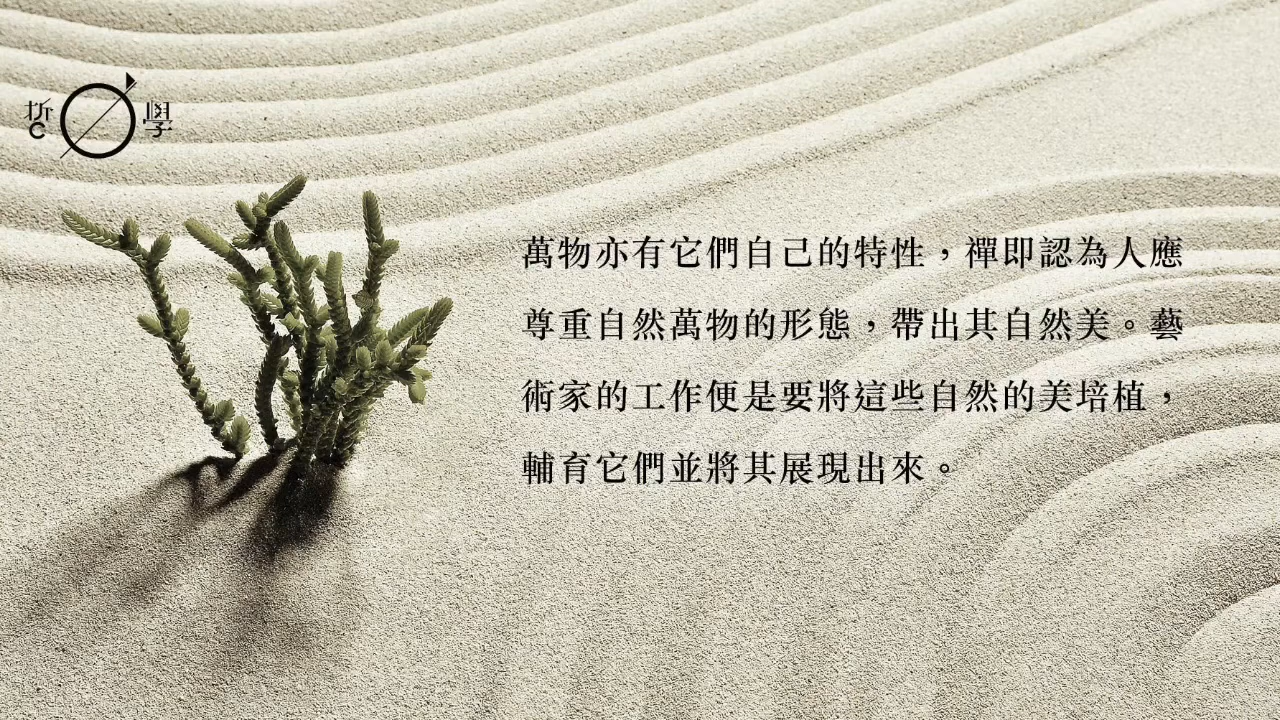 哲學
萬物亦有它們自己的特性，禪即認為人應
尊重自然萬物的形態，帶出其自然美。藝
術家的工作便是要將這些自然的美培植，
輔育它們並將其展現出來。